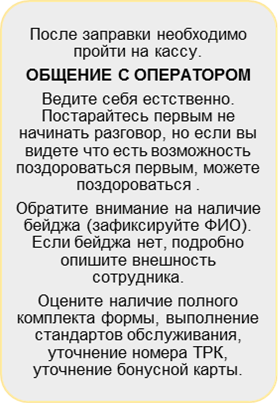 После заправки необходимо
пройти на кассу.
ОБЩЕНИЕ С ОПЕРАТОРОМ
Ведите себя естственно.
Постарайтесь первым не
начинать разговор, но если вы
видете что есть возможность
поздороваться первым, можете
поздороваться .
Обратите внимание на наличие
бейджа (зафиксируйте ФИО).
Если бейджа нет, подробно
опишите внешность
сотрудника.
Оцените наличие полного
комплекта формы, выполнение
стандартов обслуживания,
уточнение номера ТРК,
уточнение бонусной карты.